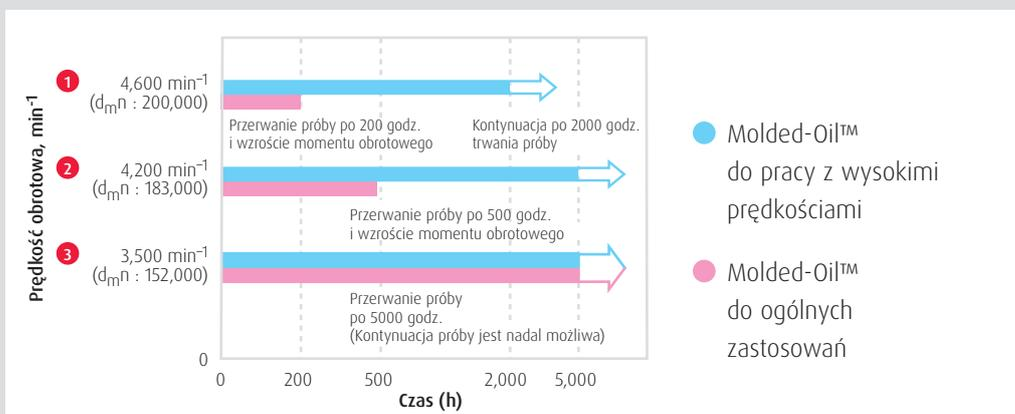 Prędkość obrotowa, min-1
1
4,600 min–1
(dmn : 200,000)
Przerwanie próby po 200 godz.
i wzroście momentu obrotowego
Kontynuacja po 2000 godz.
trwania próby
2
4,200 min–1
(dmn : 183,000)
Przerwanie próby po 500 godz.
i wzroście momentu obrotowego
3
3,500 min–1
(dmn : 152,000)
Przerwanie próby
po 5000 godz.
(Kontynuacja próby jest nadal możliwa)
0
0 200 500 2,000 5,000
Czas (h)
Molded-Oil™
do pracy z wysokimi
prędkościami
Molded-Oil™
do ogólnych
zastosowań